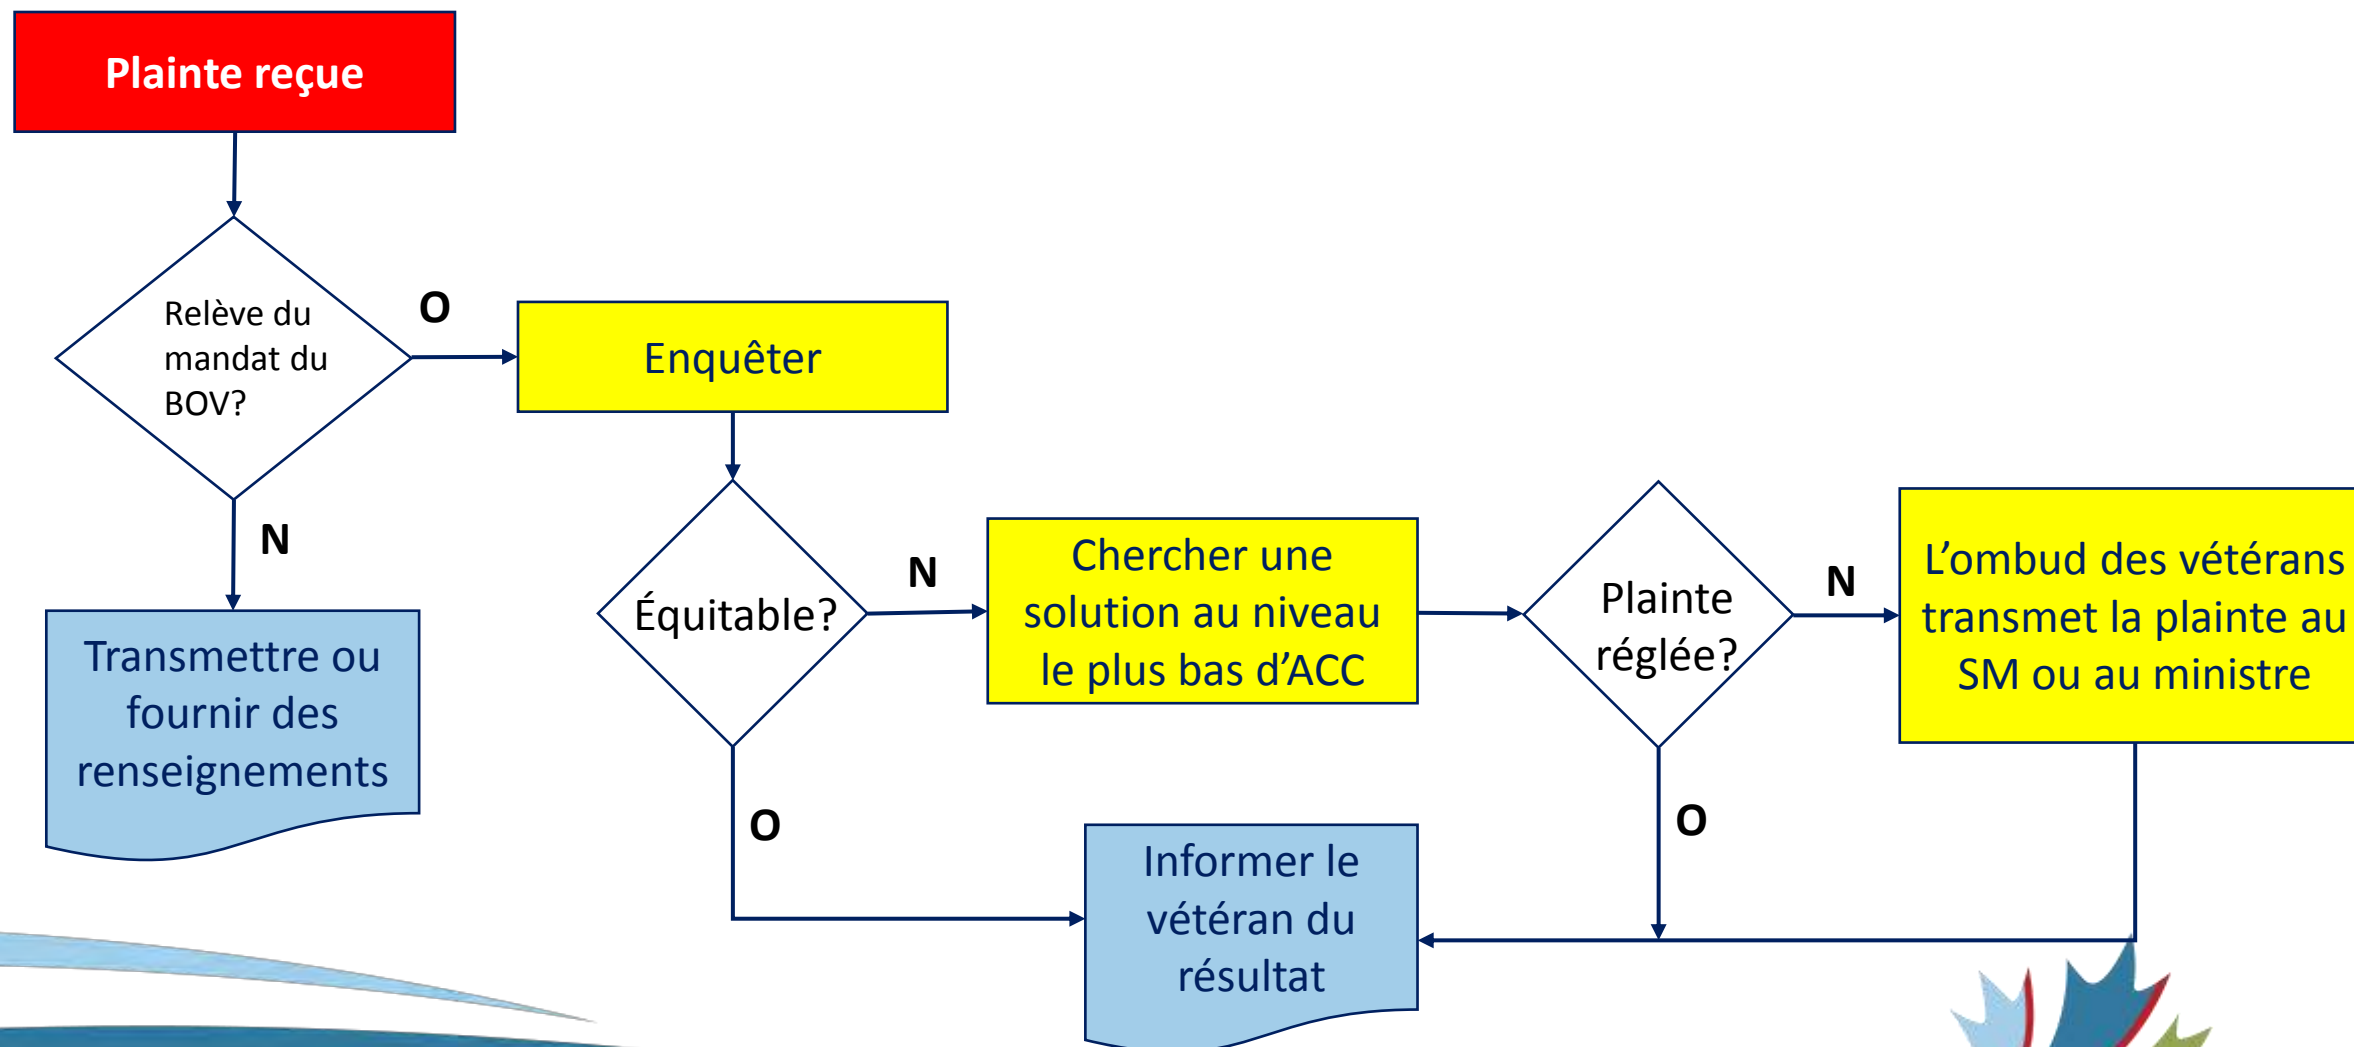 Plainte reçue
Relève du
mandat du
BOV?
O
Enquêter
N
Transmettre ou
fournir des
renseignements
Équitable?
N
Chercher une
solution au niveau
le plus bas d’ACC
Plainte
réglée?
N
L’ombud des vétérans
transmet la plainte au
SM ou au ministre
O
O
Informer le
vétéran du
résultat